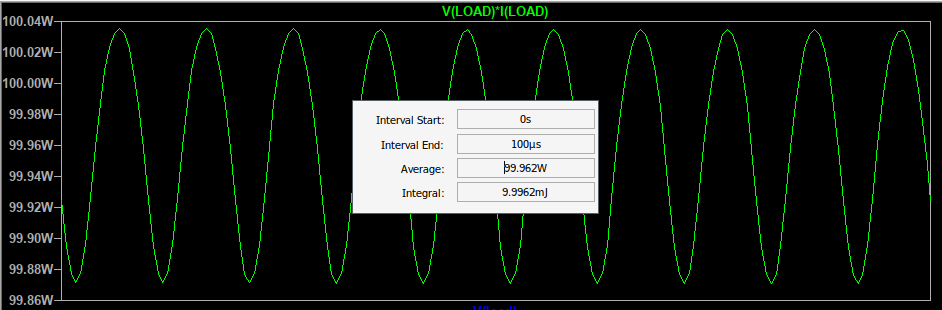 V(LOAD)*I(LOAD)
100.04W
100.02W
100.00W
99.98W
99.96W
99.94W
99.92W
99.90W
99.88W
99.86W
Interval Start: 0s
Interval End: 100µs
Average: 99.962W
Integral: 9.9962mJ